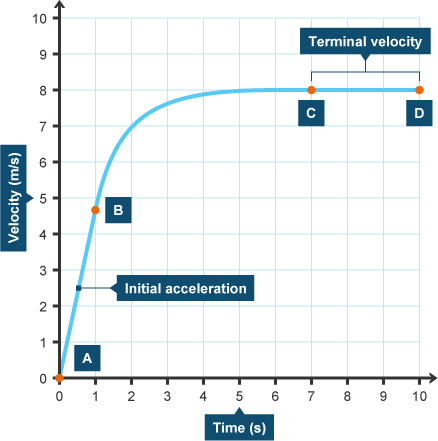 10
9
8
7
6
5
4
3
2
1
0
Velocity (m/s)
Terminal velocity
C
D
B
Initial acceleration
A
0 1 2 3 4 5 6 7 8 9 10
Time (s)